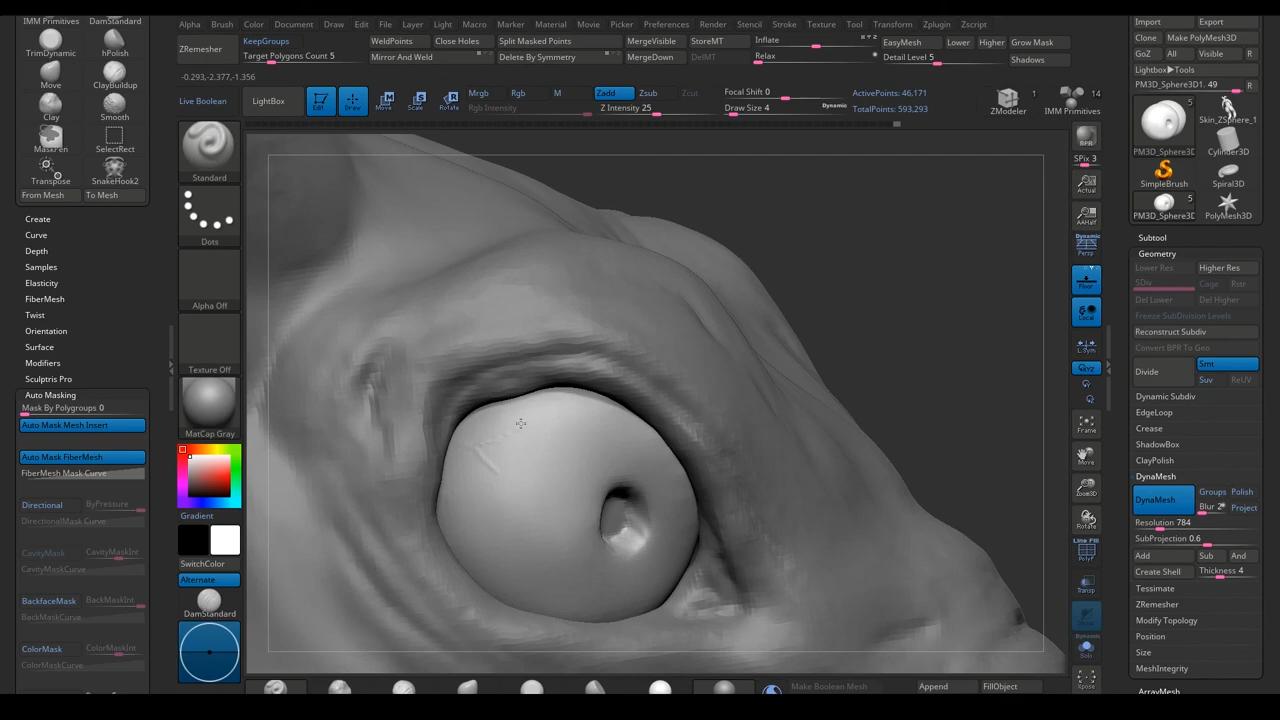 IMM Primitives DamStandard
TrimDynamic hPolish
Move ClayBuildup
Clay Smooth
MaskPen SelectRect
Transpose SnakeHook2
From Mesh To Mesh
Create
Curve
Depth
Samples
Elasticity
FiberMesh
Twist
Orientation
Surface
Modifiers
Sculptris Pro
Auto Masking
Mask By Polygroups 0
Auto Mask Mesh Insert
Auto Mask FiberMesh
FiberMesh Mask Curve
Directional ByPressure
DirectionalMask Curve
CavityMask CavityMaskInt
CavityMaskCurve
BackfaceMask BackMaskInt
BackMaskCurve
ColorMask ColorMaskInt
ColorMaskCurve
Alpha Brush Color Document Draw Edit File Layer Light Macro Marker Material Movie Picker Preferences Render Stencil Stroke Texture Tool Transform Zplugin Zscript
ZRemesher KeepGroups WeldPoints Close Holes Split Masked Points MergeVisible StoreMT Inflate EasyMesh Lower Higher Grow Mask
Target Polygons Count 5 Mirror And Weld Delete By Symmetry MergeDown DelMT Relax Detail Level 5 Shadows
-0.293,-2.377,-1.356
Live Boolean LightBox Edit Draw Move Scale Rotate Mrgb Rgb M Zadd Zsub Zcut Focal Shift 0 ActivePoints: 46,171
Rgb Intensity Z Intensity 25 Draw Size 4 Dynamic TotalPoints: 593,293
ZModeler 1 IMM Primitives 14
Standard
Dots
Alpha Off
Texture Off
MatCap Gray
Gradient
SwitchColor
Alternate
DamStandard
Make Boolean Mesh Append FillObject
BPR
SPix 3
Actual
AAHalf
Dynamic
Persp
Floor
Local
L.Sym
XYZ
Frame
Move
Zoom3D
Rotate
Line Fill
PolyF
Transp
Dynamic
Solo
Xpose
Import Export
Clone Make PolyMesh3D
GoZ All Visible R
Lightbox▶Tools
PM3D_Sphere3D1. 49 R
5
Skin_ZSphere_1
PM3D_Sphere3D Cylinder3D
SimpleBrush Spiral3D
5
PM3D_Sphere3D PolyMesh3D
Subtool
Geometry
Lower Res Higher Res
SDiv Cage Rstr
Del Lower Del Higher
Freeze SubDivision Levels
Reconstruct Subdiv
Convert BPR To Geo
Divide Smt
Suv ReUV
Dynamic Subdiv
EdgeLoop
Crease
ShadowBox
ClayPolish
DynaMesh
DynaMesh Groups Polish
Blur 2 Project
Resolution 784
SubProjection 0.6
Add Sub And
Create Shell Thickness 4
Tessimate
ZRemesher
Modify Topology
Position
Size
MeshIntegrity
ArrayMesh